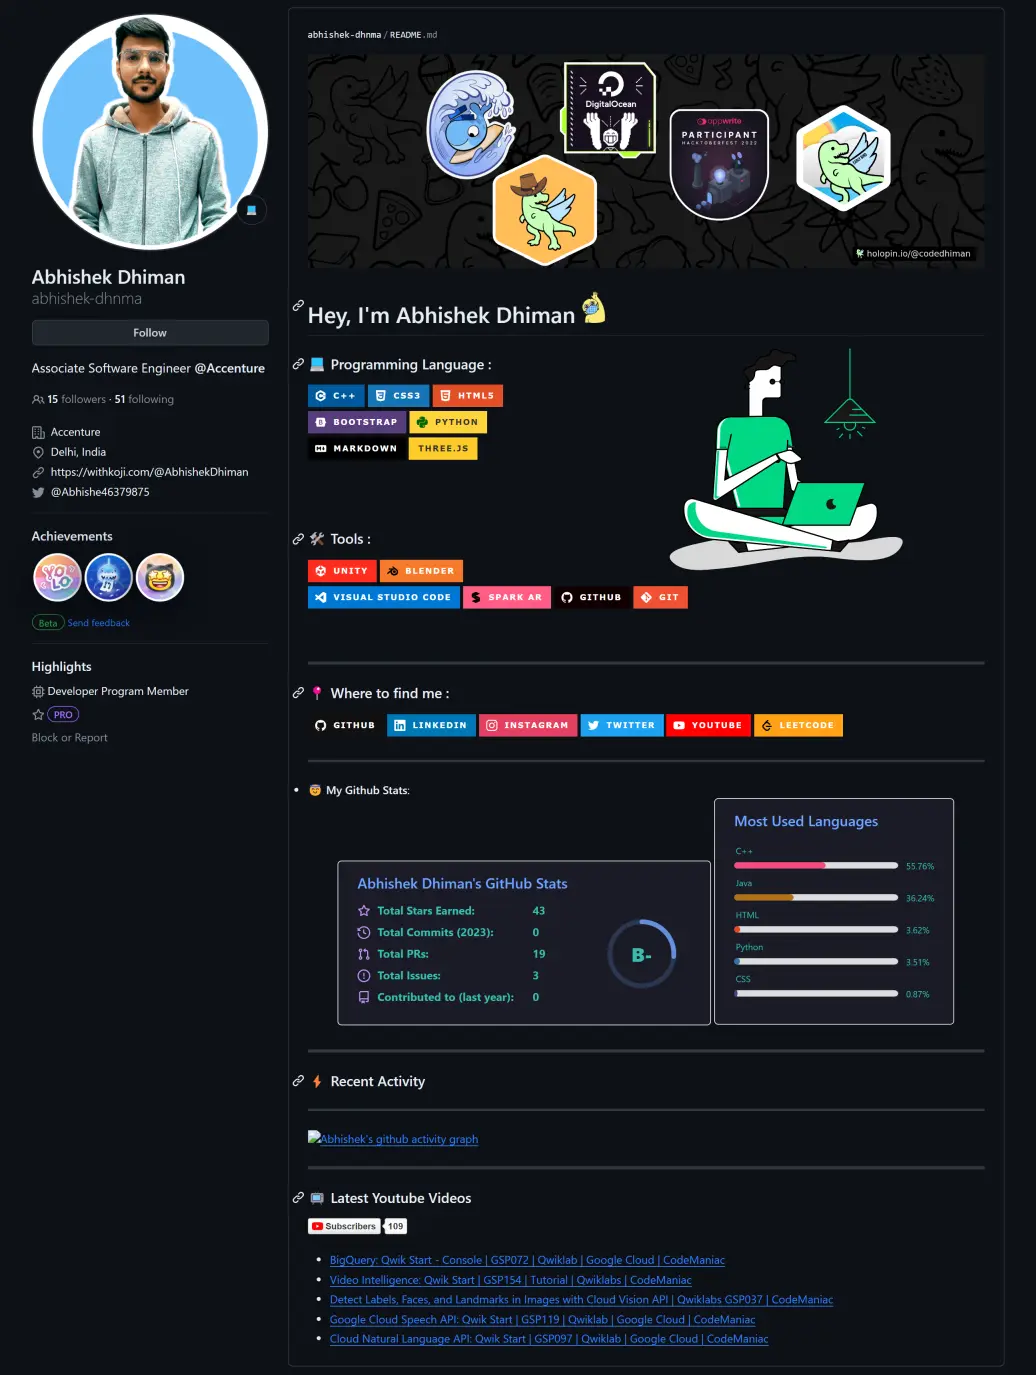 Abhishek Dhiman
abhishek-dhnma
Follow
Associate Software Engineer @Accenture
15 followers · 51 following
Accenture
Delhi, India
https://withkoji.com/@AbhishekDhiman
@Abhishe46379875
Achievements
YOLO
Beta Send feedback
Highlights
Developer Program Member
PRO
Block or Report
abhishek-dhnma / README.md
DigitalOcean
appwrite
PARTICIPANT
HACKTOBERFEST 2022
holopin.io/@codedhiman
Hey, I'm Abhishek Dhiman
Programming Language :
C++ CSS3 HTML5
BOOTSTRAP PYTHON
MARKDOWN THREE.JS
Tools :
UNITY BLENDER
VISUAL STUDIO CODE SPARK AR GITHUB GIT
Where to find me :
GITHUB LINKEDIN INSTAGRAM TWITTER YOUTUBE LEETCODE
My Github Stats:
Abhishek Dhiman's GitHub Stats
Total Stars Earned: 43
Total Commits (2023): 0
Total PRs: 19
Total Issues: 3
Contributed to (last year): 0
B-
Most Used Languages
C++
55.76%
Java
36.24%
HTML
3.62%
Python
3.51%
CSS
0.87%
Recent Activity
Abhishek's github activity graph
Latest Youtube Videos
Subscribers 109
BigQuery: Qwik Start - Console | GSP072 | Qwiklab | Google Cloud | CodeManiac
Video Intelligence: Qwik Start | GSP154 | Tutorial | Qwiklabs | CodeManiac
Detect Labels, Faces, and Landmarks in Images with Cloud Vision API | Qwiklabs GSP037 | CodeManiac
Google Cloud Speech API: Qwik Start | GSP119 | Qwiklab | Google Cloud | CodeManiac
Cloud Natural Language API: Qwik Start | GSP097 | Qwiklab | Google Cloud | CodeManiac